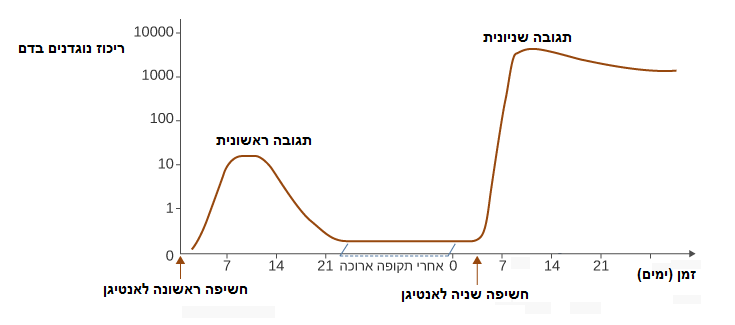 ריכוז נוגדנים בדם
10000
1000
100
10
1
0
תגובה ראשונית
תגובה שניונית
7
14
21
אחרי תקופה ארוכה
0
7
14
21
זמן (ימים)
חשיפה ראשונה לאנטיגן
חשיפה שניה לאנטיגן